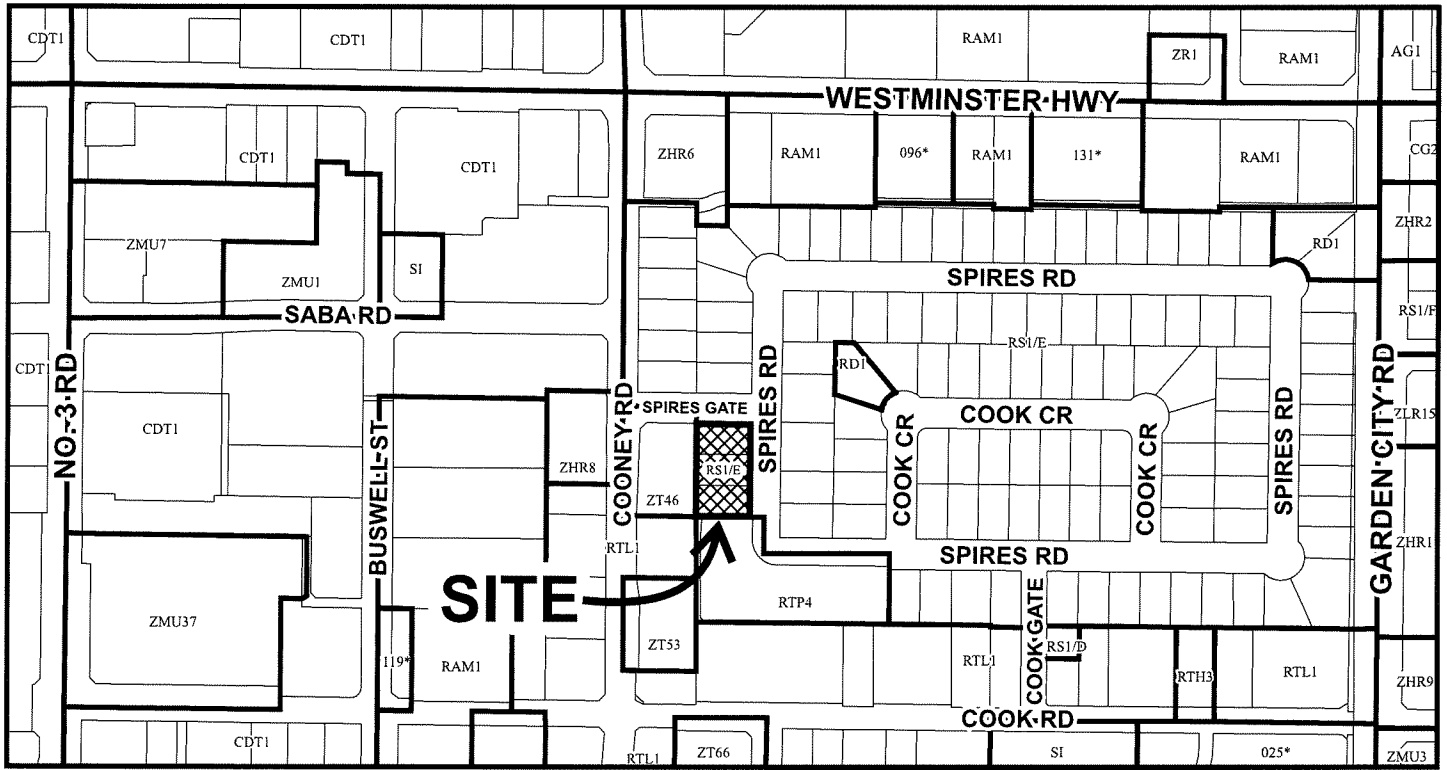 CDT1
CDT1
RAM1
ZR1
RAM1
AG1
WESTMINSTER HWY
CDT1
CDT1
ZHR6
RAM1
096*
RAM1
131*
RAM1
CG2
ZMU7
ZMU1
SI
RD1
ZHR2
SPIRES RD
SABA RD
RS1/E
RS1/F
NO. 3 RD
CDT1
RD1
SPIRES RD
SPIRES RD
GARDEN CITY RD
CDT1
BUSWELL ST
ZHR8
COONEY RD
SPIRES GATE
COOK CR
ZLR15
RS1/E
COOK CR
COOK CR
ZT46
RTL1
SPIRES RD
ZHR1
SITE
RTP4
ZMU37
119*
RAM1
ZT53
RTL1
COOK GATE
RS1/D
RTH3
RTL1
ZHR9
COOK RD
CDT1
RTL1
ZT66
SI
025*
ZMU3